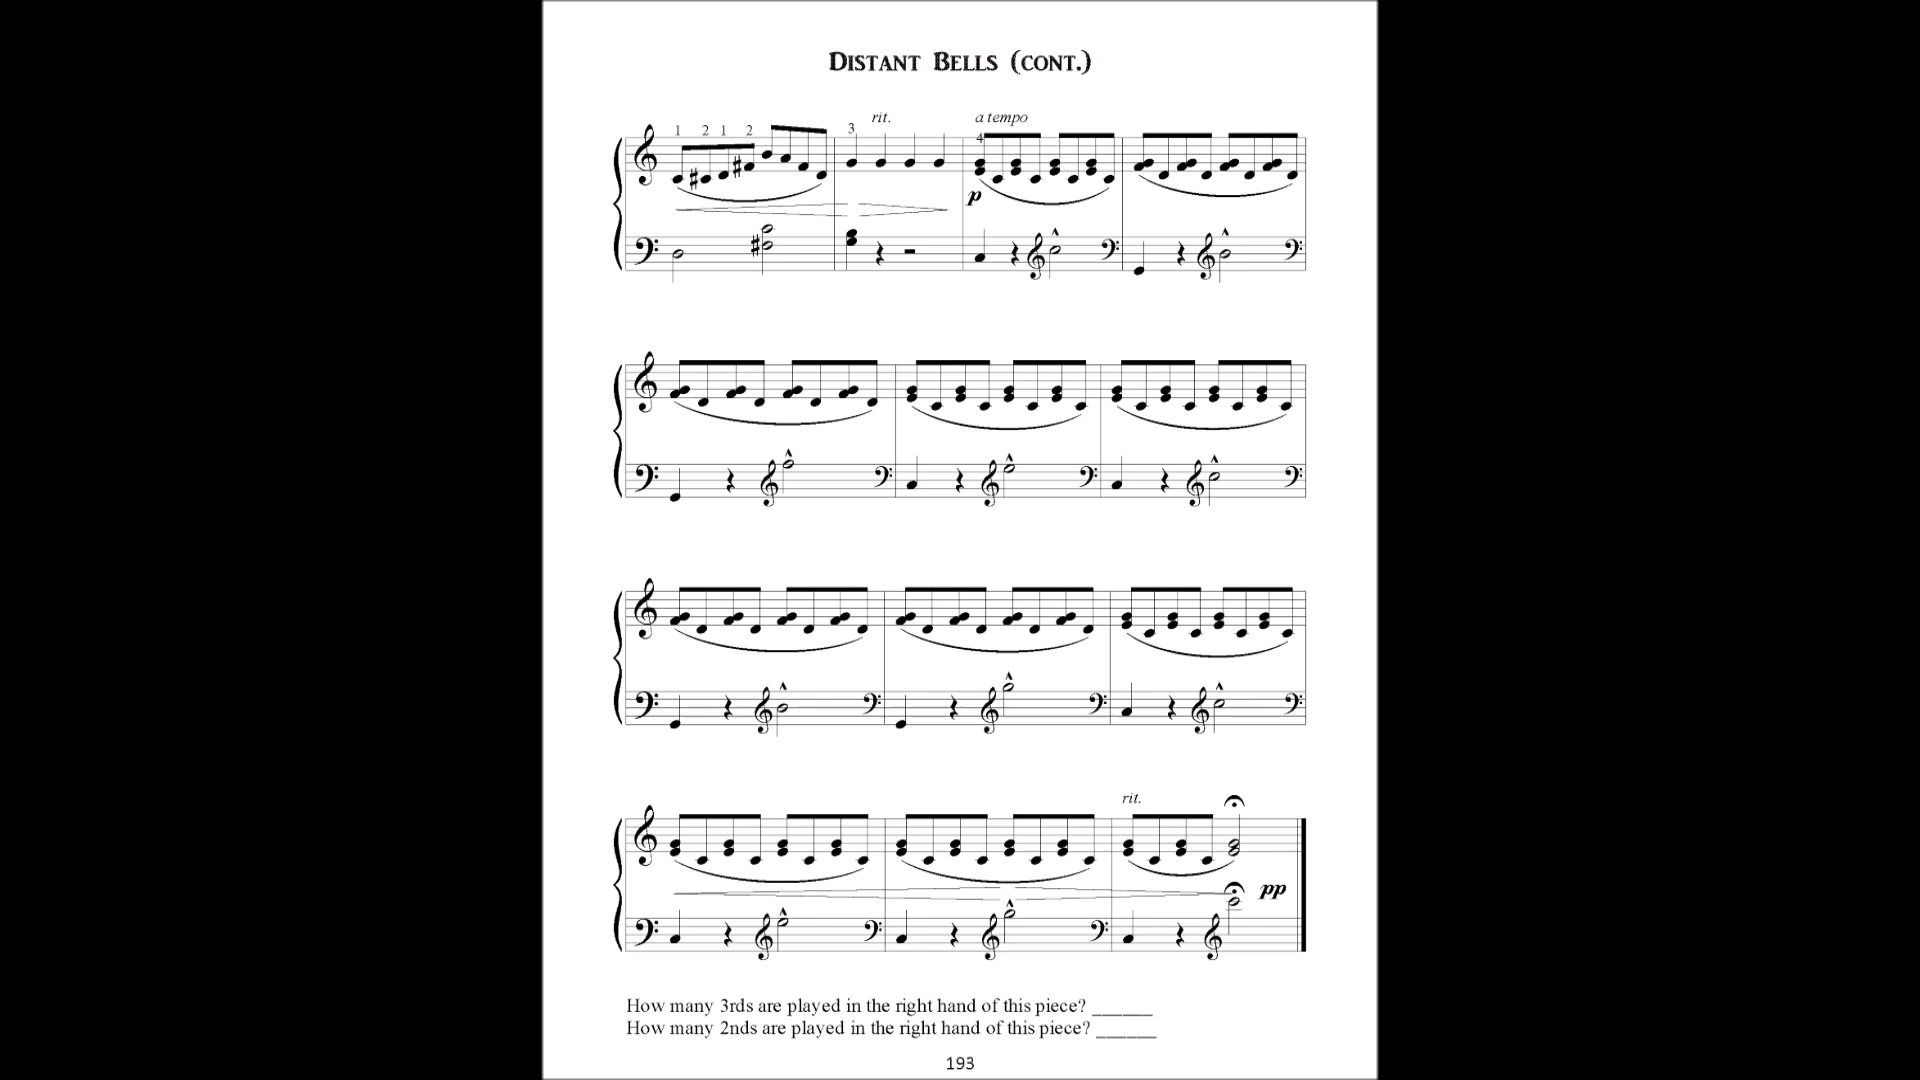 DISTANT BELLS (CONT.)
rit. a tempo
1 2 1 2 3 4
p
rit.
pp
How many 3rds are played in the right hand of this piece? ______
How many 2nds are played in the right hand of this piece? ______
193